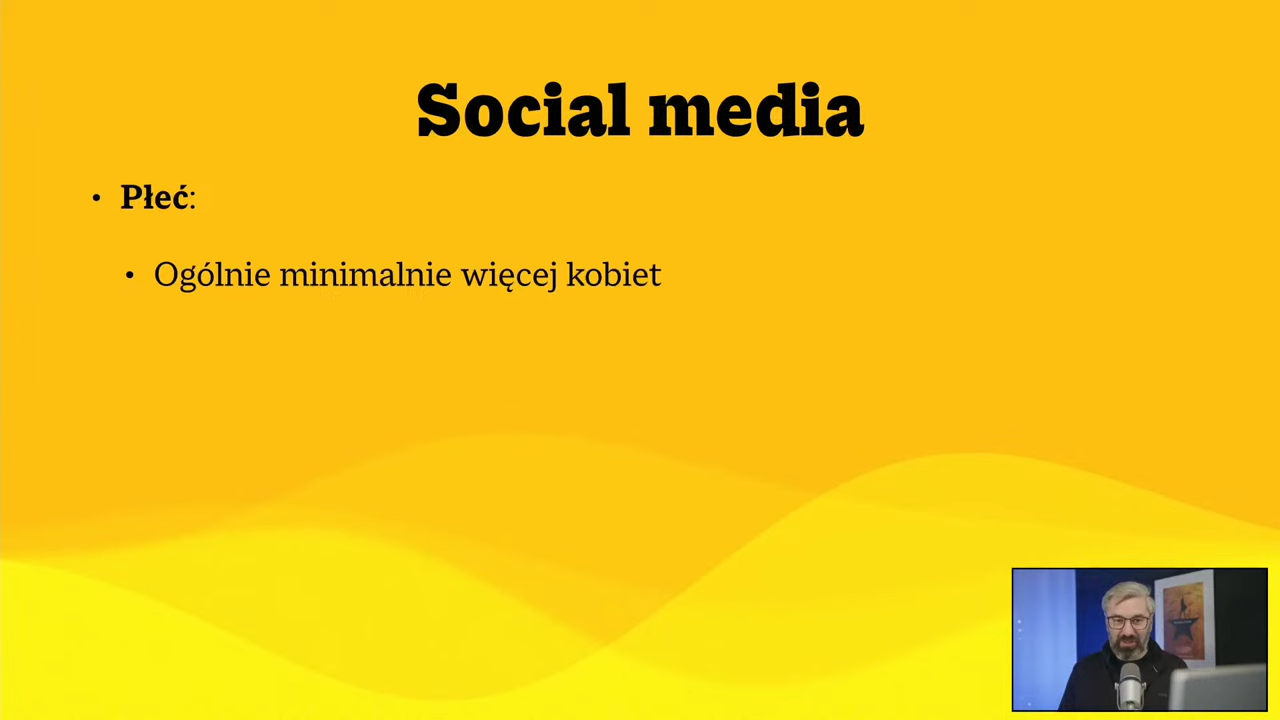 Social media
• Płeć:
• Ogólnie minimalnie więcej kobiet